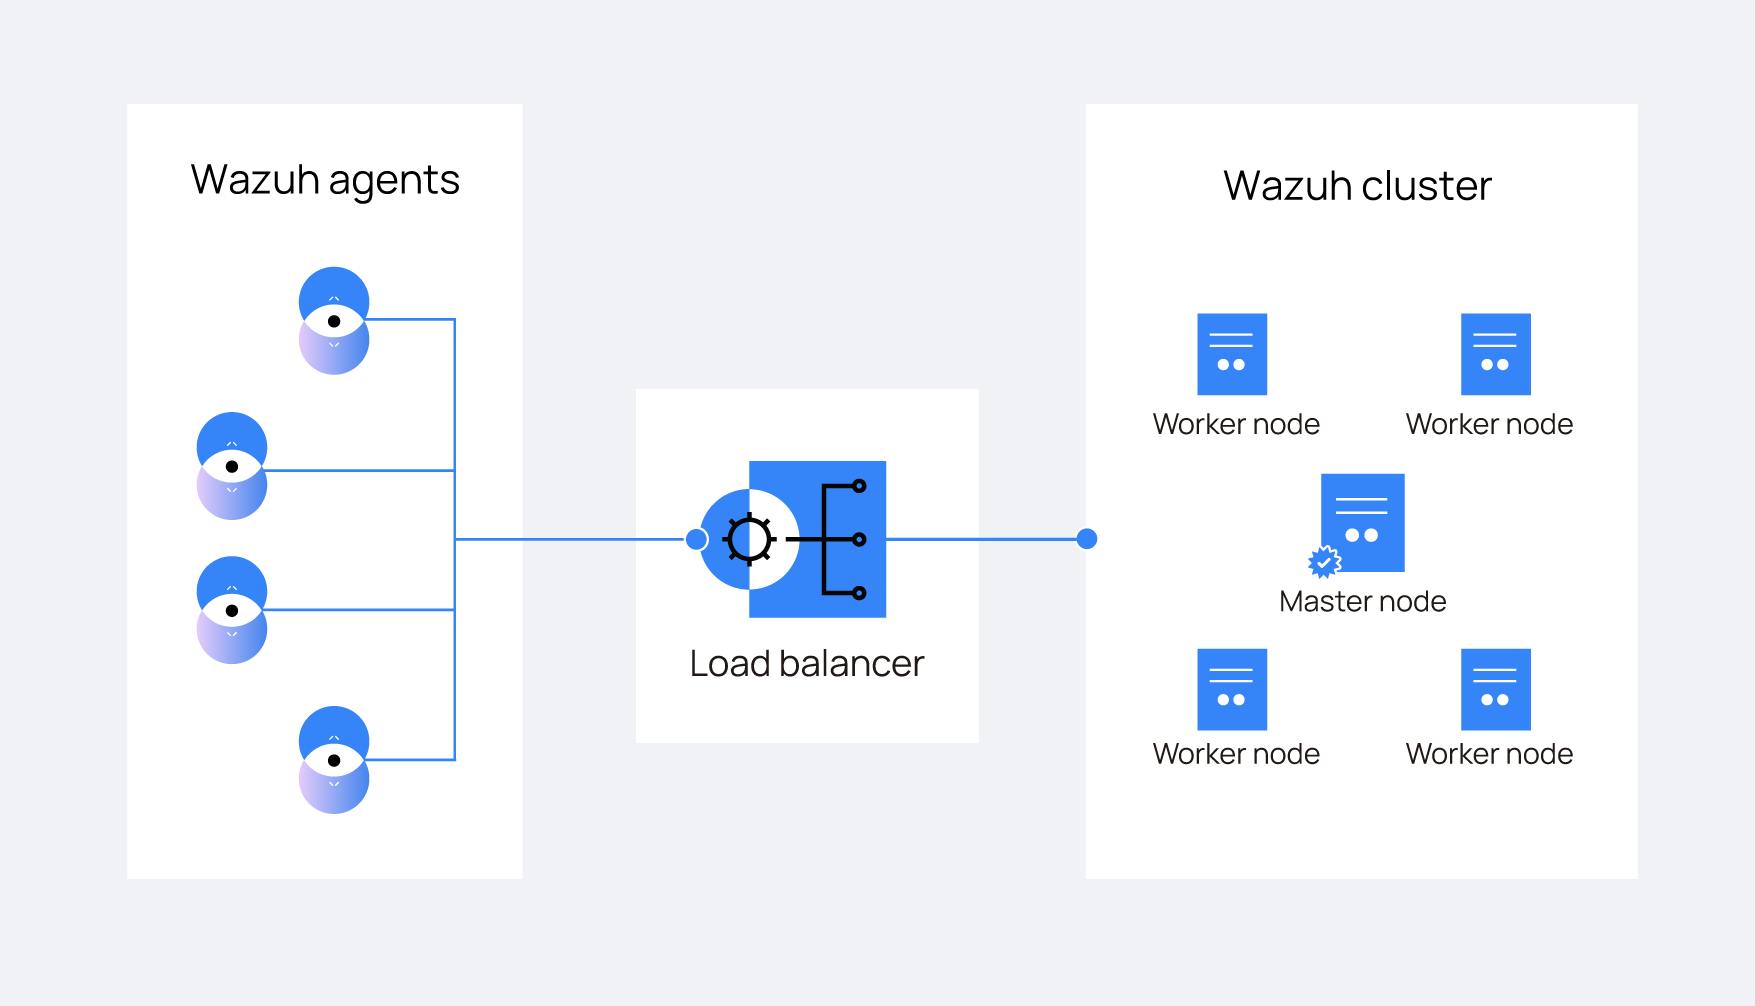 Wazuh agents
Load balancer
Wazuh cluster
Worker node
Worker node
Master node
Worker node
Worker node